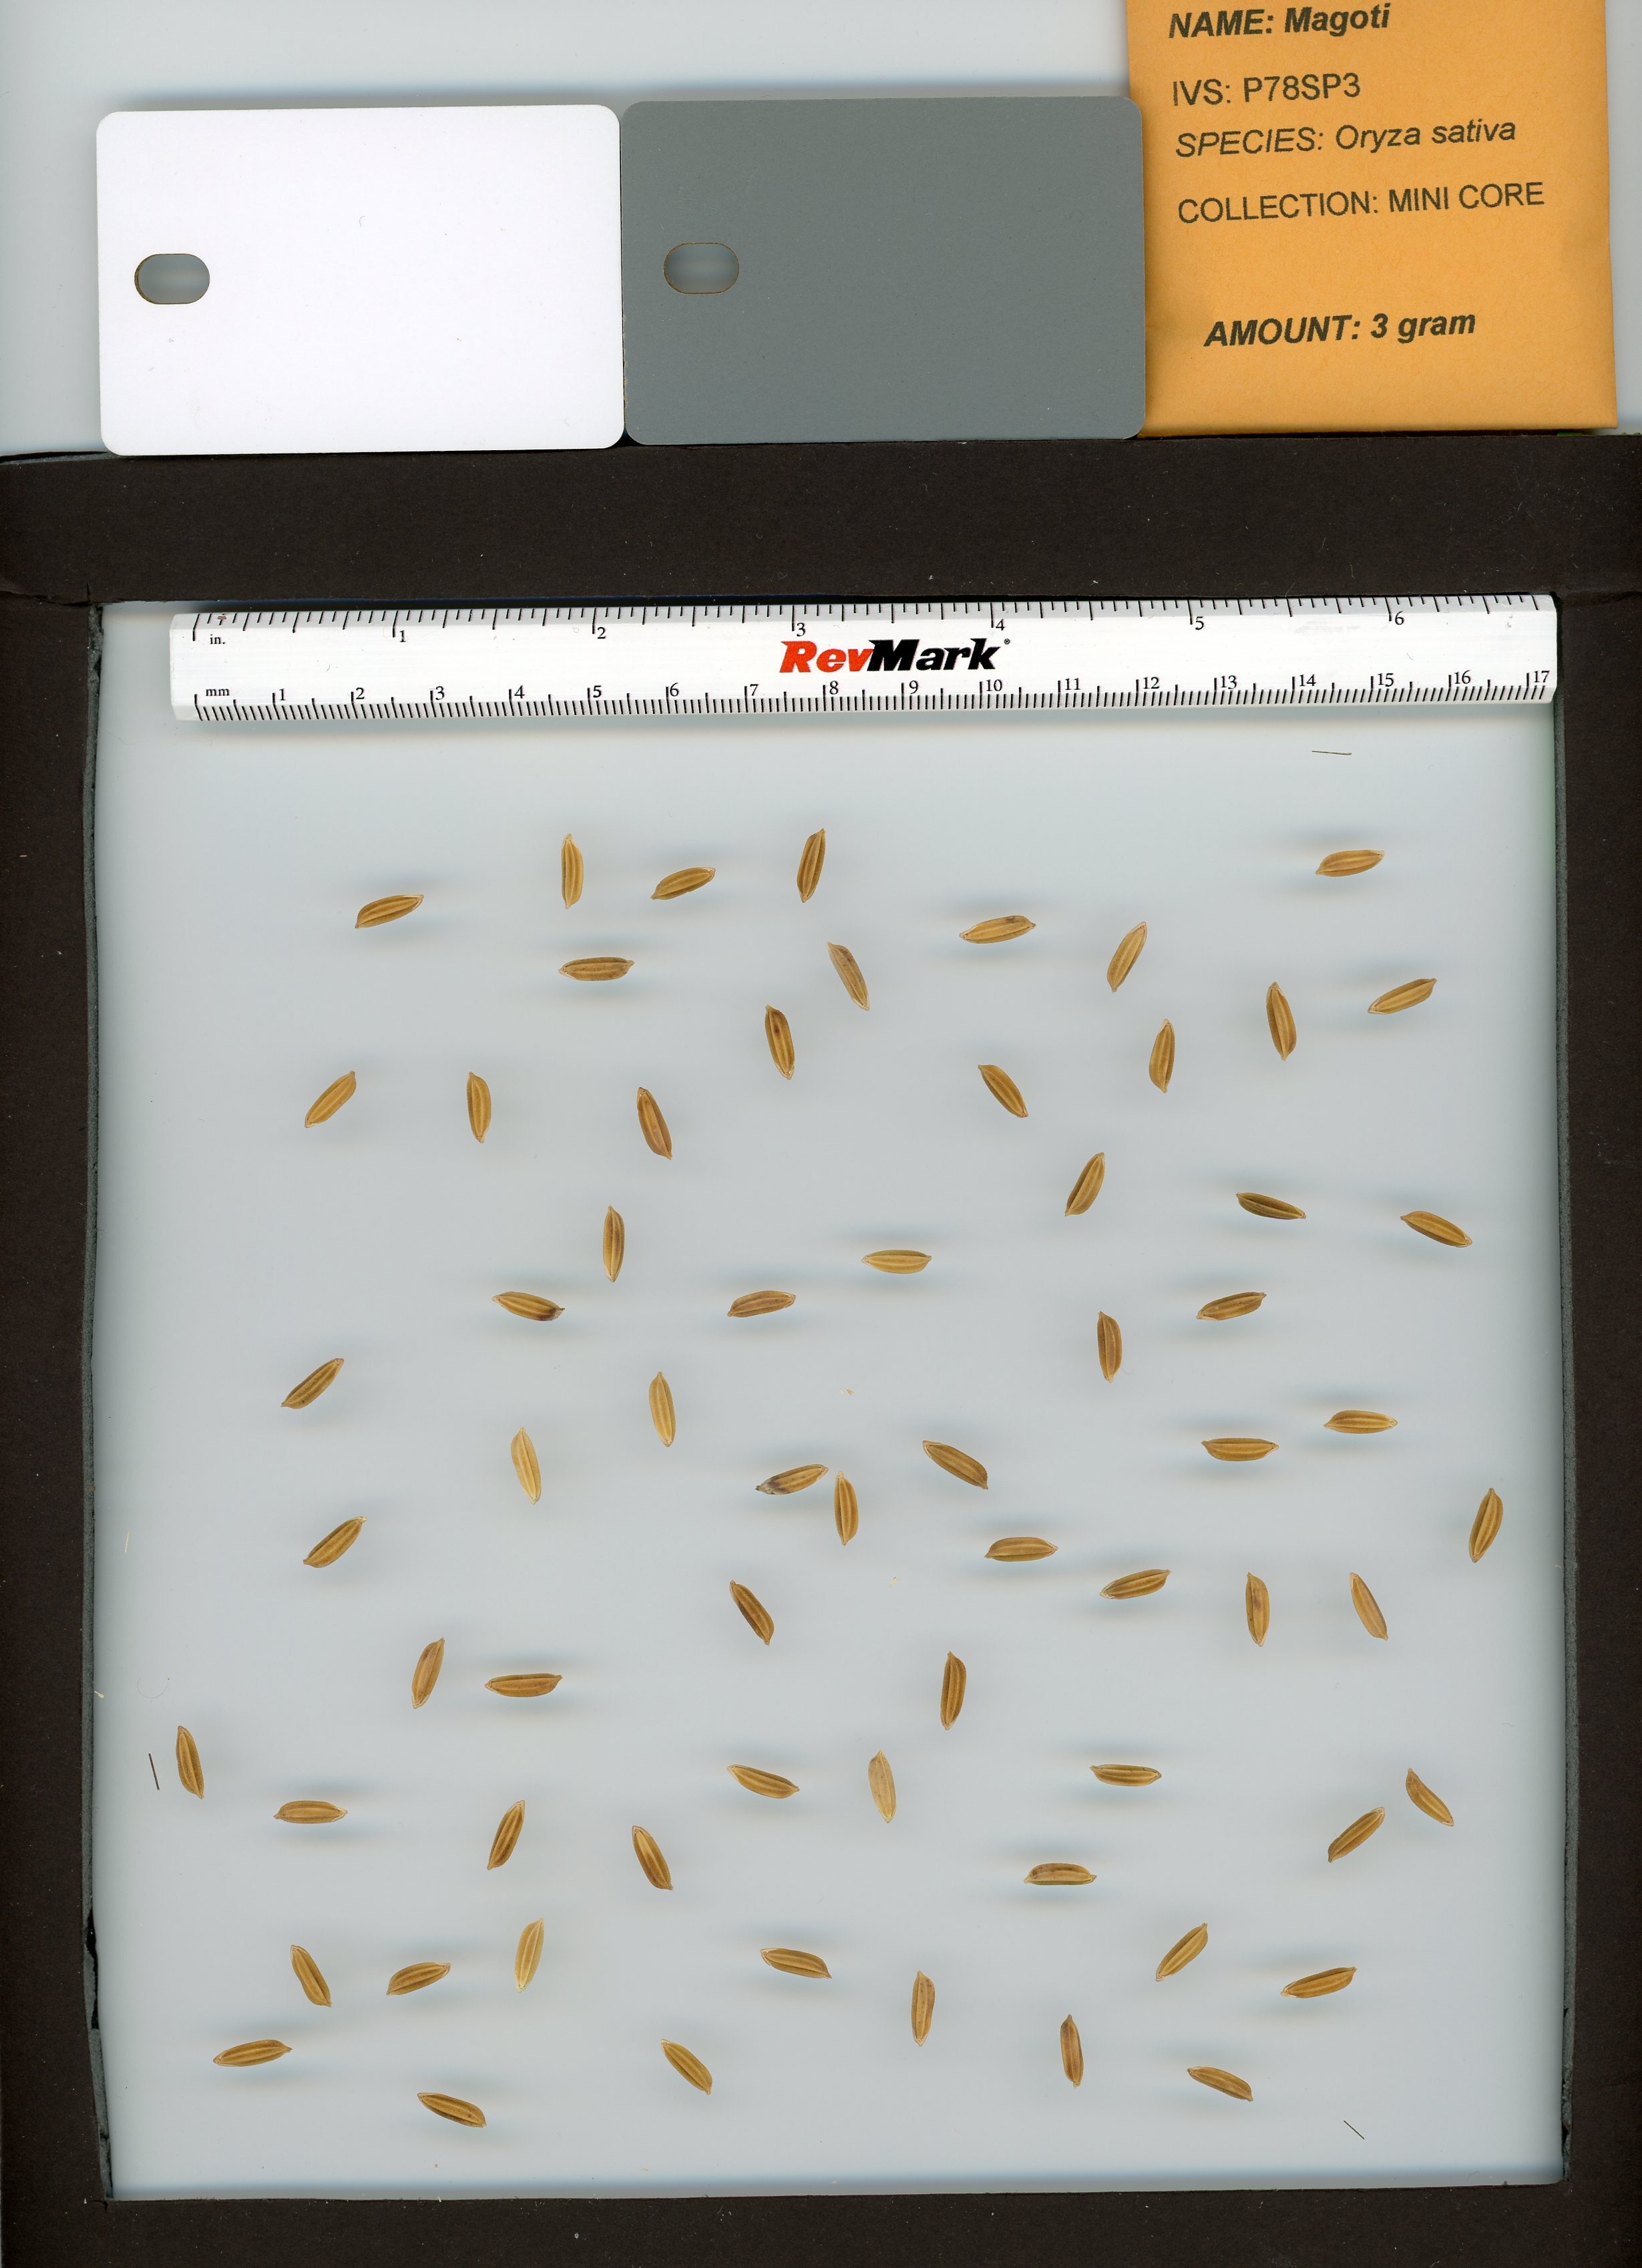 NAME: Magoti
IVS: P78SP3
SPECIES: Oryza sativa
COLLECTION: MINI CORE
AMOUNT: 3 gram
in. 1 2 3 4 5 6
RevMark®
mm 1 2 3 4 5 6 7 8 9 10 11 12 13 14 15 16 17